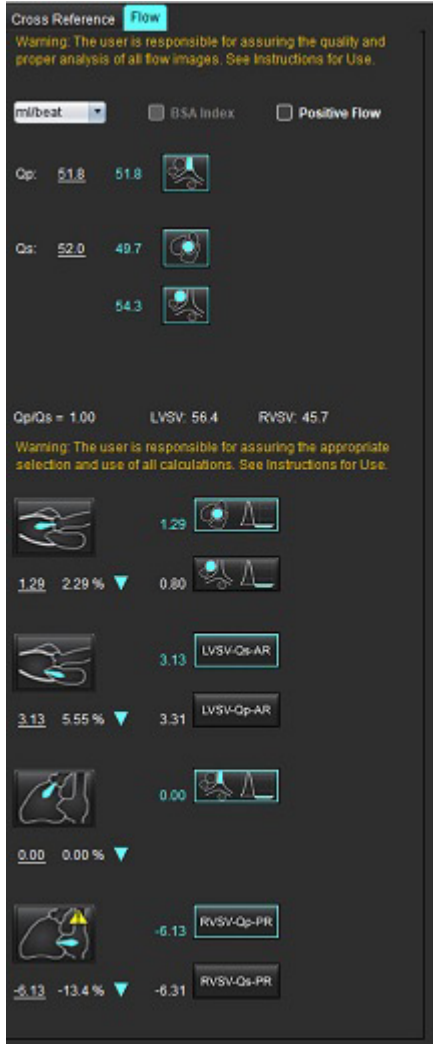 Cross Reference Flow
Warning: The user is responsible for assuring the quality and
proper analysis of all flow images. See Instructions for Use.
ml/beat BSA Index Positive Flow
Qp: 51.8 51.8
Qs: 52.0 49.7
54.3
Qp/Qs = 1.00 LVSV: 56.4 RVSV: 45.7
Warning: The user is responsible for assuring the appropriate
selection and use of all calculations. See Instructions for Use.
1.29
1.29 2.29 % 0.80
3.13 LVSV-Qs-AR
3.13 5.55 % 3.31 LVSV-Qp-AR
0.00
0.00 0.00 %
-6.13 RVSV-Qp-PR
-6.13 -13.4 % -6.31 RVSV-Qs-PR